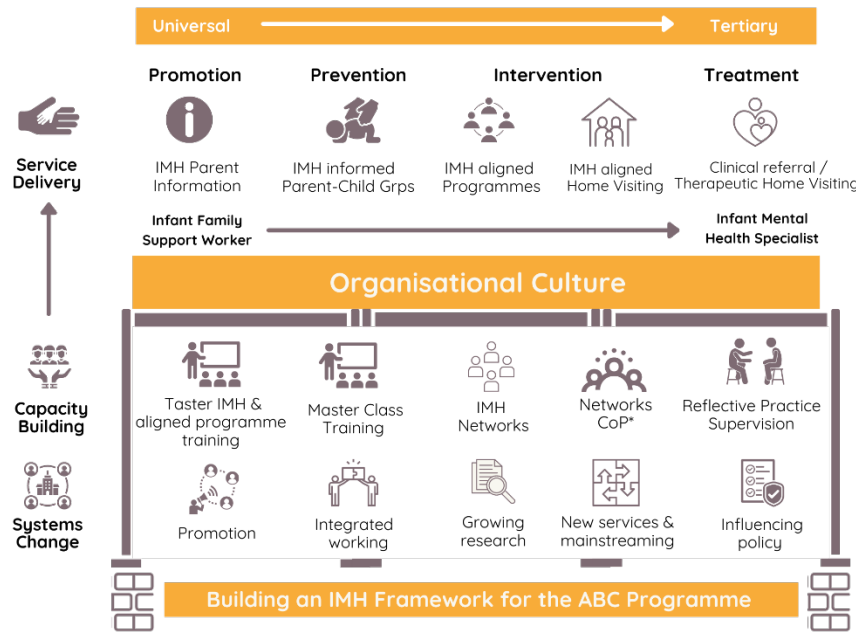 Universal
Tertiary
Promotion
Prevention
Intervention
Treatment
Service
Delivery
IMH Parent
Information
IMH informed
Parent-Child Grps
IMH aligned
Programmes
IMH aligned
Home Visiting
Clinical referral /
Therapeutic Home Visiting
Infant Family
Support Worker
Infant Mental
Health Specialist
Organisational Culture
Capacity
Building
Taster IMH &
aligned programme
training
Master Class
Training
IMH
Networks
Networks
CoP*
Reflective Practice
Supervision
Systems
Change
Promotion
Integrated
working
Growing
research
New services &
mainstreaming
Influencing
policy
Building an IMH Framework for the ABC Programme